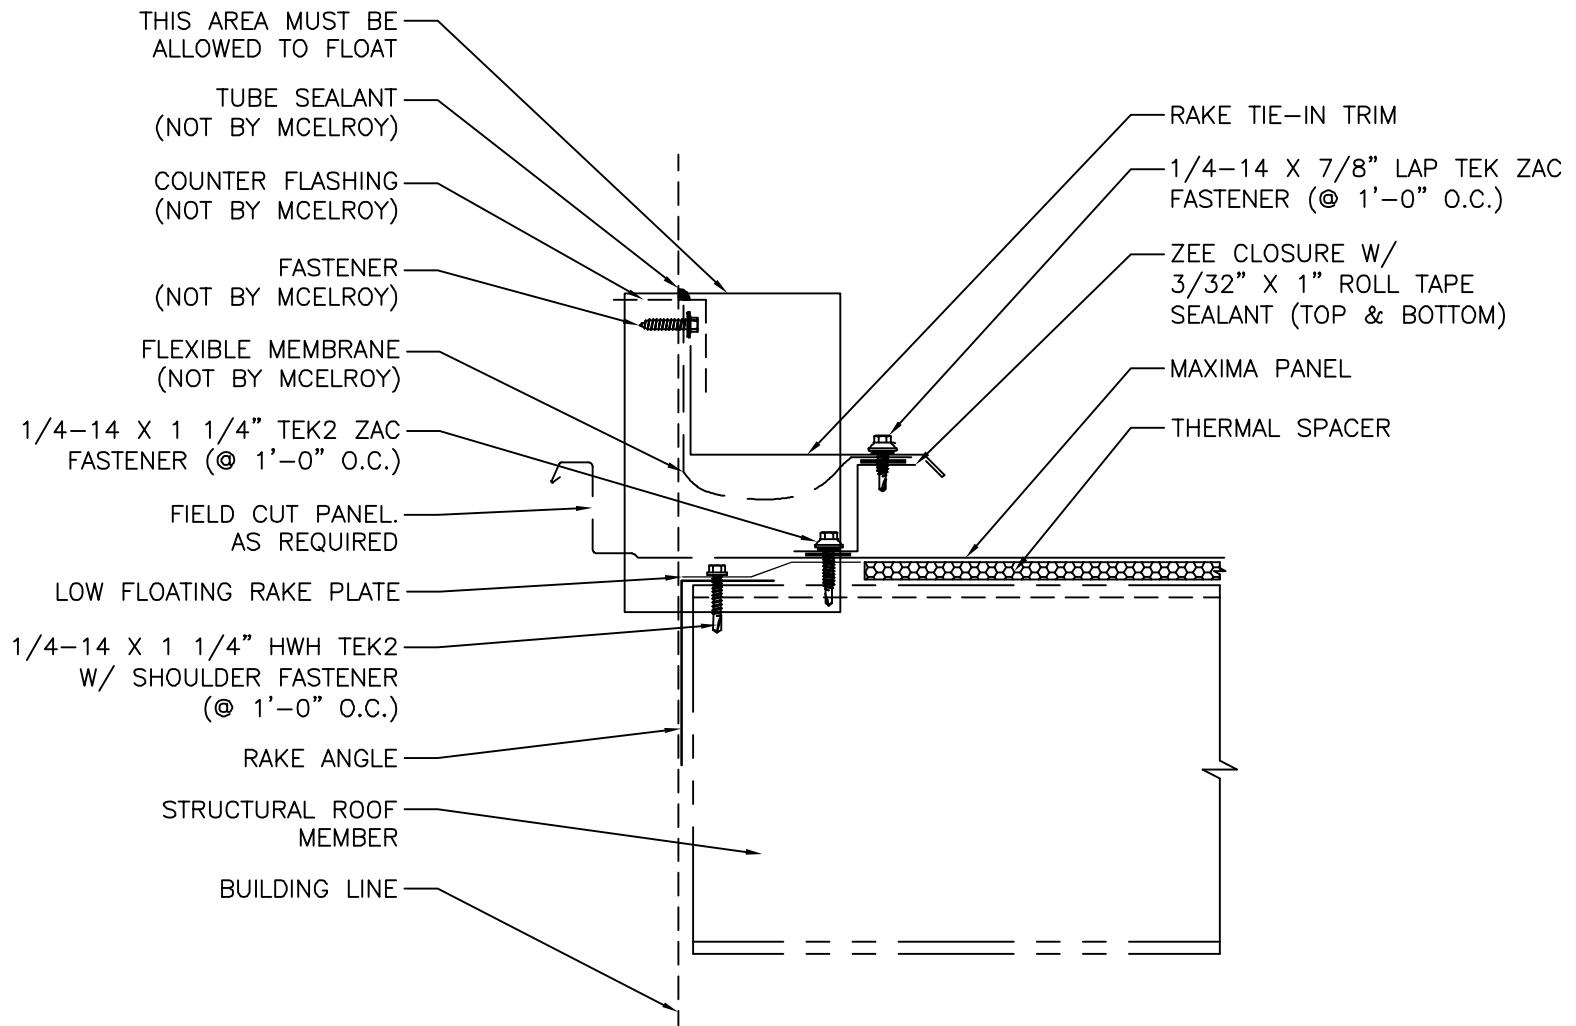 THIS AREA MUST BE
ALLOWED TO FLOAT
TUBE SEALANT
(NOT BY MCELROY)
COUNTER FLASHING
(NOT BY MCELROY)
FASTENER
(NOT BY MCELROY)
FLEXIBLE MEMBRANE
(NOT BY MCELROY)
1/4-14 X 1 1/4" TEK2 ZAC
FASTENER (@ 1'-0" O.C.)
FIELD CUT PANEL.
AS REQUIRED
LOW FLOATING RAKE PLATE
1/4-14 X 1 1/4" HWH TEK2
W/ SHOULDER FASTENER
(@ 1'-0" O.C.)
RAKE ANGLE
STRUCTURAL ROOF
MEMBER
BUILDING LINE
RAKE TIE-IN TRIM
1/4-14 X 7/8" LAP TEK ZAC
FASTENER (@ 1'-0" O.C.)
ZEE CLOSURE W/
3/32" X 1" ROLL TAPE
SEALANT (TOP & BOTTOM)
MAXIMA PANEL
THERMAL SPACER